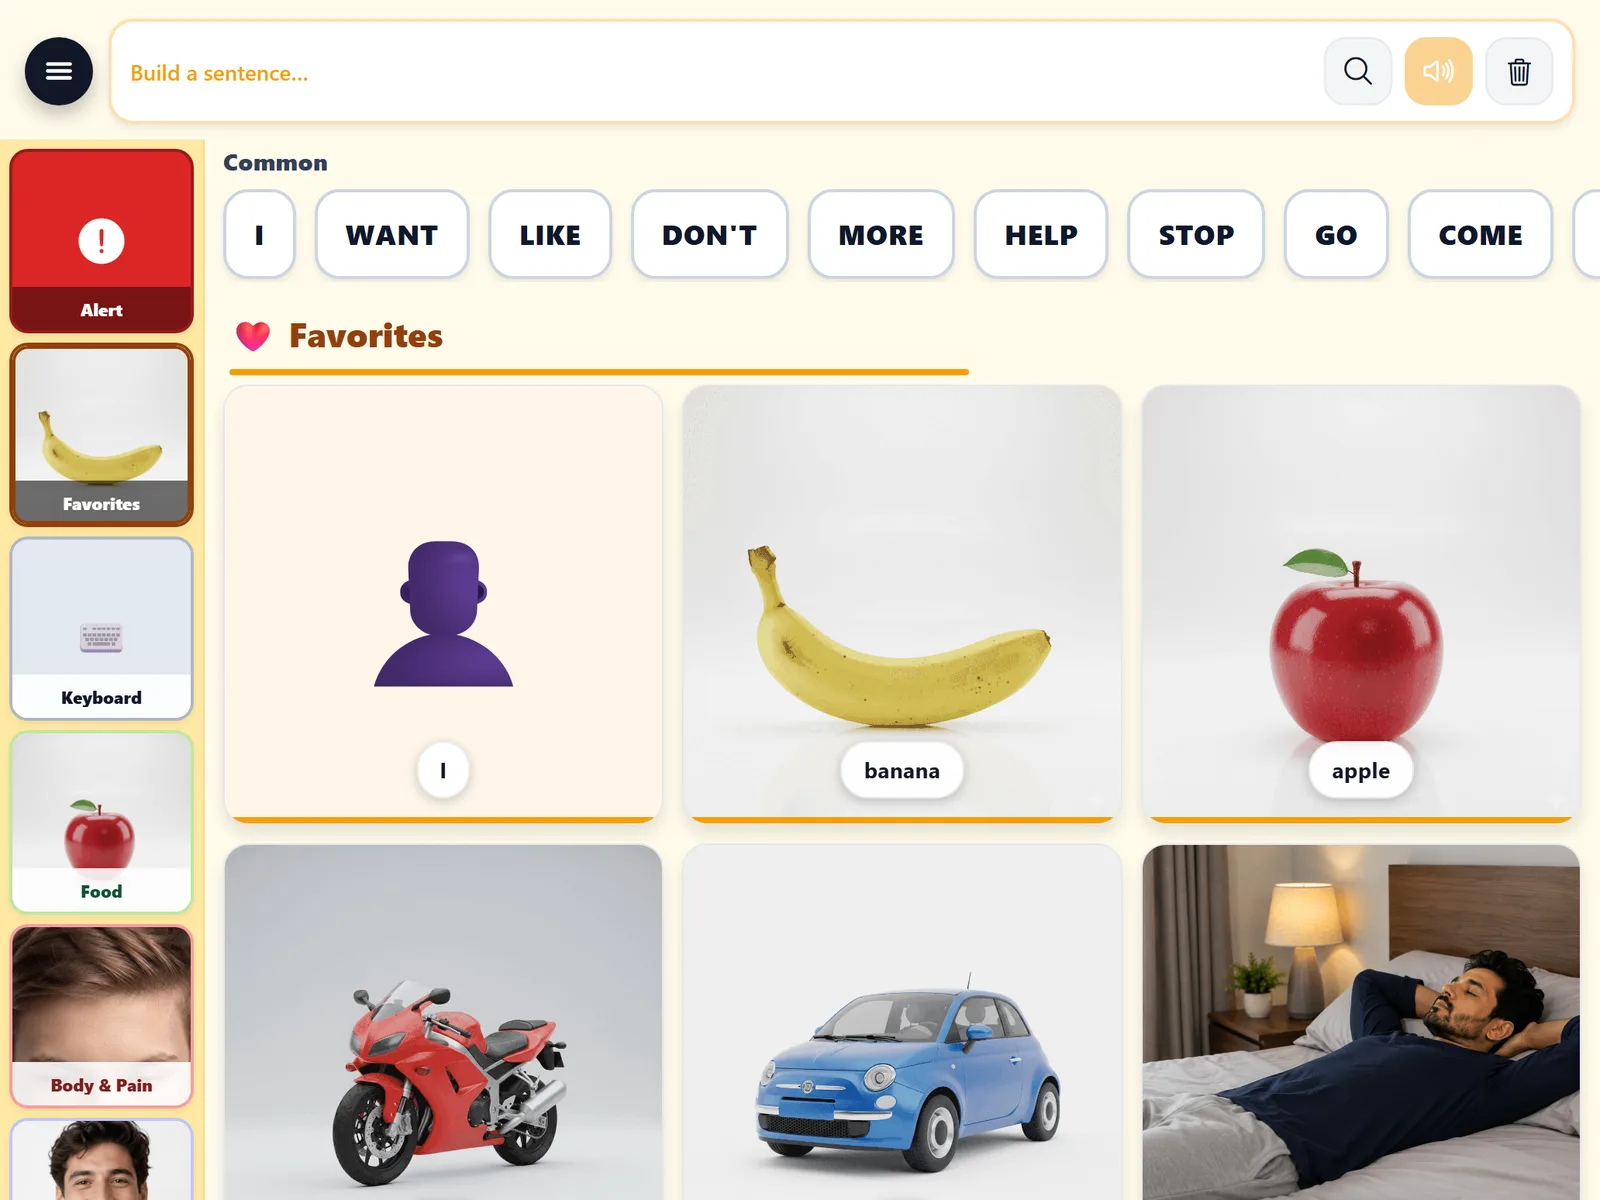 Build a sentence...
Common
I WANT LIKE DON'T MORE HELP STOP GO COME
Alert
Favorites
Keyboard
Food
Body & Pain
Favorites
I
banana
apple